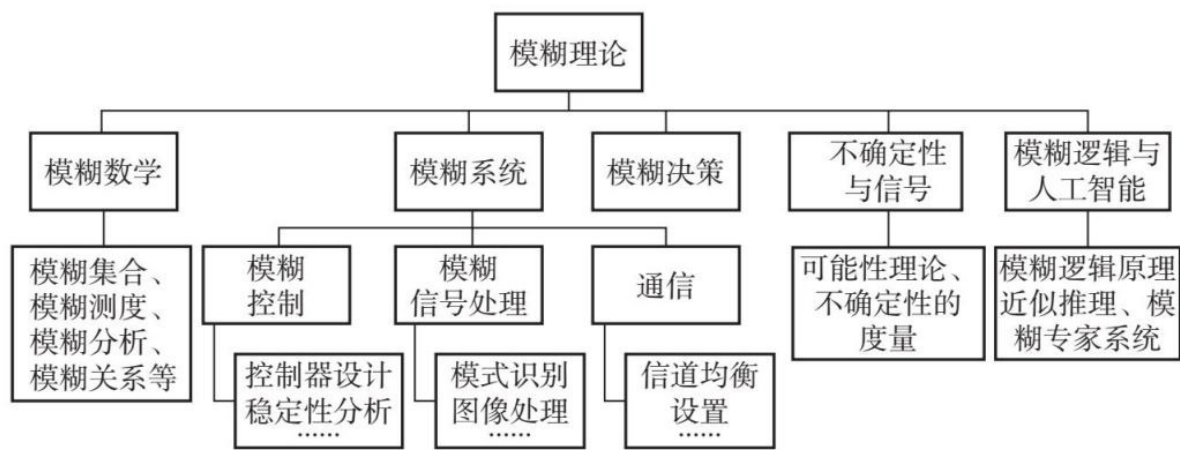 模糊理论
模糊数学
模糊系统
模糊决策
不确定性
与信号
模糊逻辑与
人工智能
模糊集合、
模糊测度、
模糊分析、
模糊关系等
模糊
控制
模糊
信号处理
通信
可能性理论、
不确定性的
度量
模糊逻辑原理
近似推理、模
糊专家系统
控制器设计
稳定性分析
……
模式识别
图像处理
……
信道均衡
设置
……